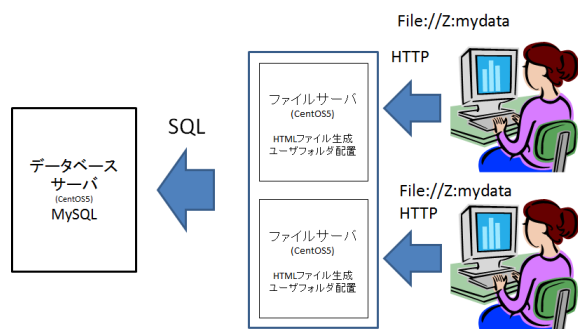 File://Z:mydata
HTTP
ファイルサーバ
(CentOS5)
HTMLファイル生成
ユーザフォルダ配置
SQL
データベース
サーバ
(CentOS5)
MySQL
File://Z:mydata
HTTP
ファイルサーバ
(CentOS5)
HTMLファイル生成
ユーザフォルダ配置